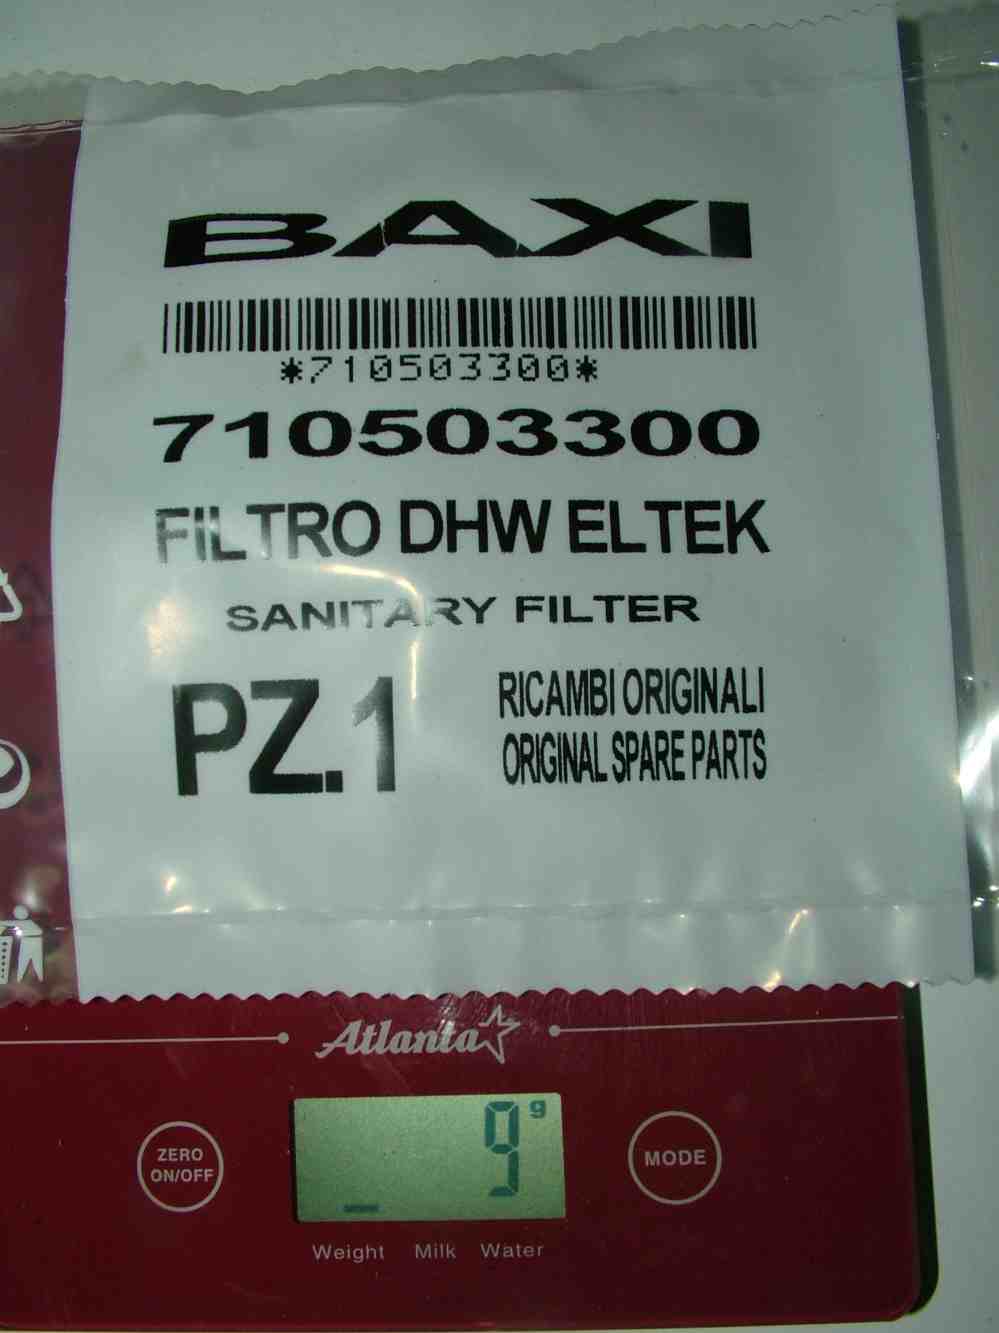 BAXI
*710503300*
710503300
FILTRO DHW ELTEK
SANITARY FILTER
PZ.1
RICAMBI ORIGINALI
ORIGINAL SPARE PARTS
Atlanta
ZERO
ON/OFF
9 g
MODE
Weight Milk Water